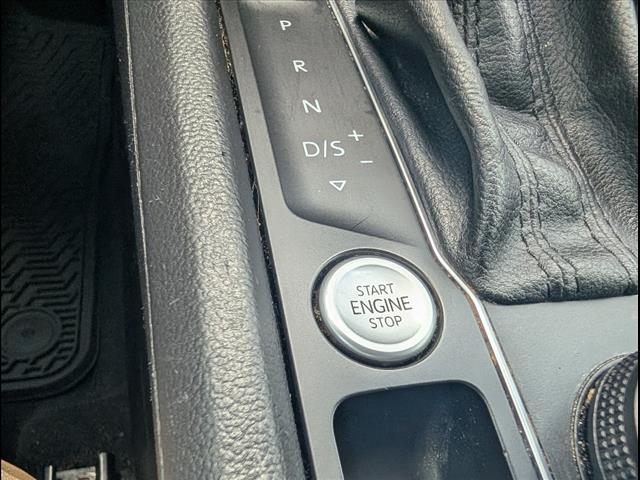 P
R
N
D/S + −
START
ENGINE
STOP